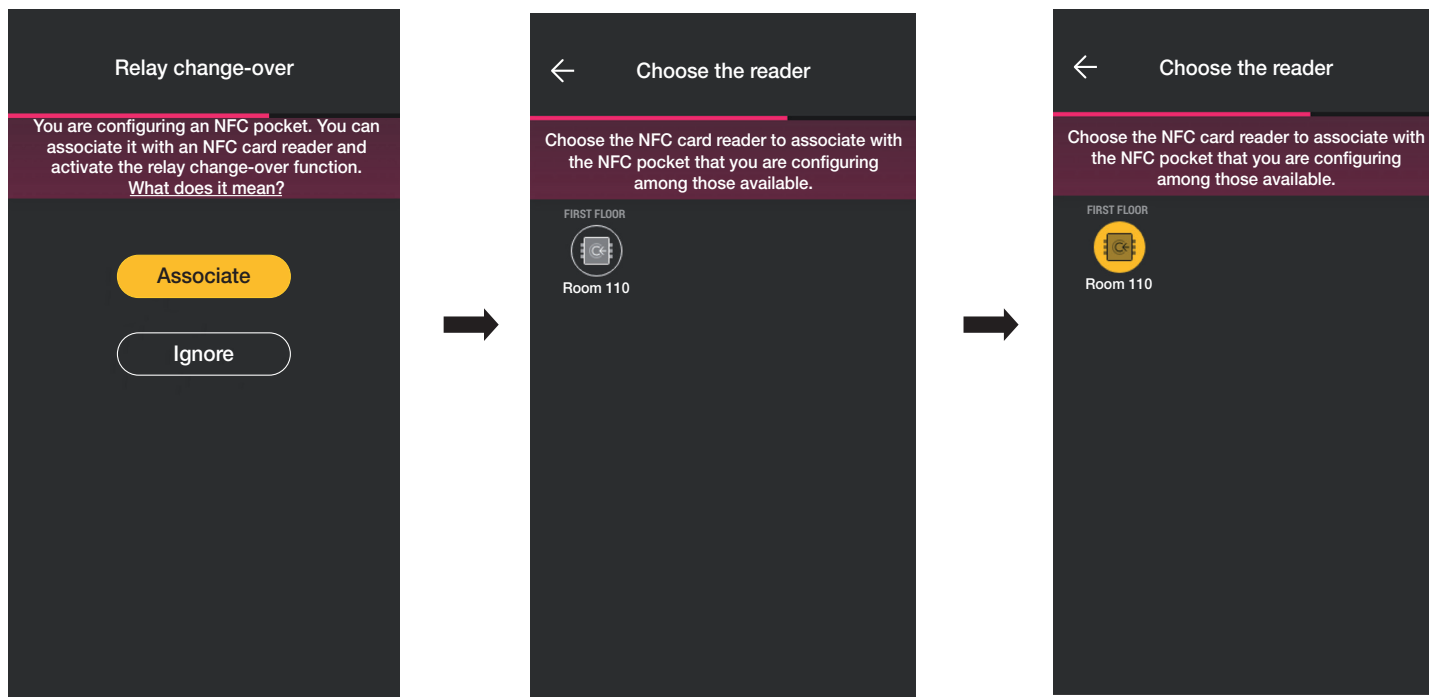 Relay change-over
You are configuring an NFC pocket. You can
associate it with an NFC card reader and
activate the relay change-over function.
What does it mean?
Associate
Ignore
Choose the reader
Choose the NFC card reader to associate with
the NFC pocket that you are configuring
among those available.
FIRST FLOOR
Room 110
Choose the reader
Choose the NFC card reader to associate with
the NFC pocket that you are configuring
among those available.
FIRST FLOOR
Room 110